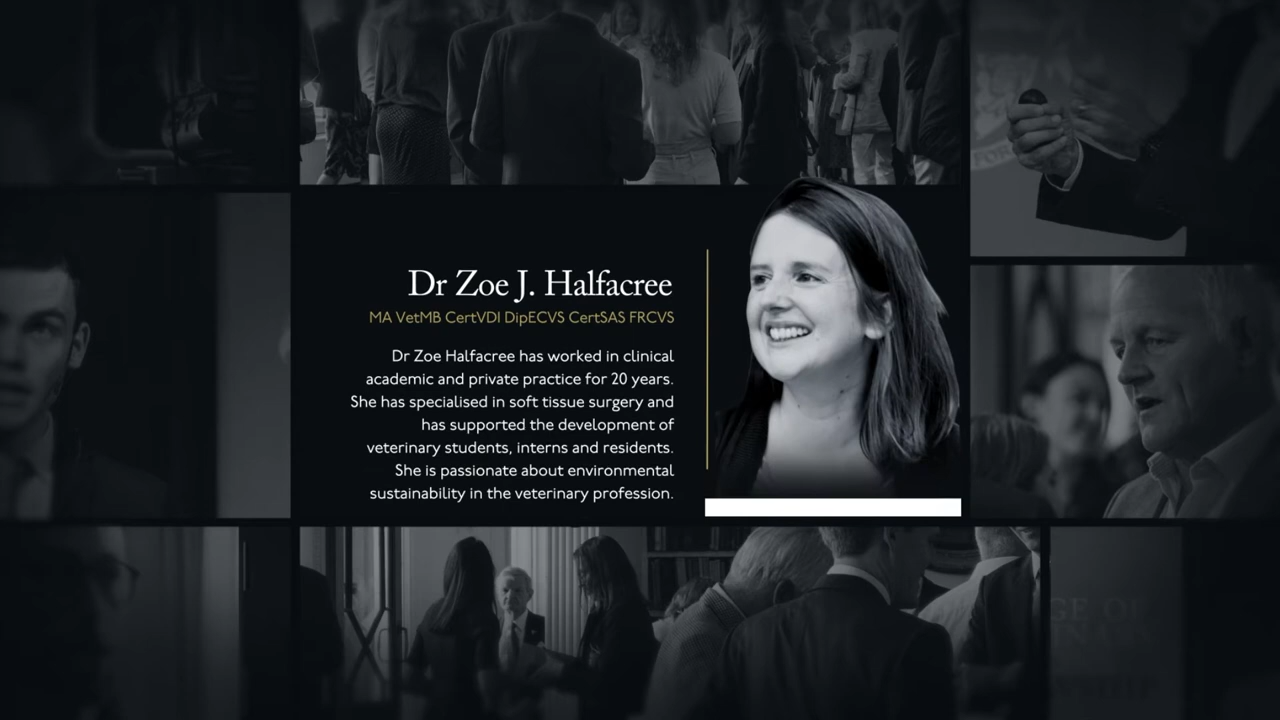 Dr Zoe J. Halfacree
MA VetMB CertVDI DipECVS CertSAS FRCVS
Dr Zoe Halfacree has worked in clinical
academic and private practice for 20 years.
She has specialised in soft tissue surgery and
has supported the development of
veterinary students, interns and residents.
She is passionate about environmental
sustainability in the veterinary profession.
GE OF